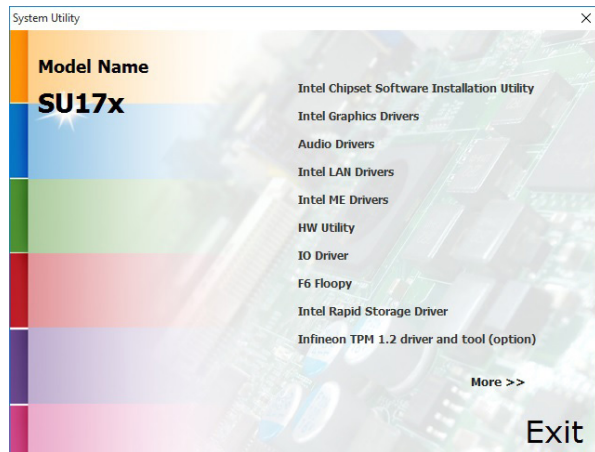 System Utility
Model Name
SU17x
Intel Chipset Software Installation Utility
Intel Graphics Drivers
Audio Drivers
Intel LAN Drivers
Intel ME Drivers
HW Utility
IO Driver
F6 Floopy
Intel Rapid Storage Driver
Infineon TPM 1.2 driver and tool (option)
More >>
Exit